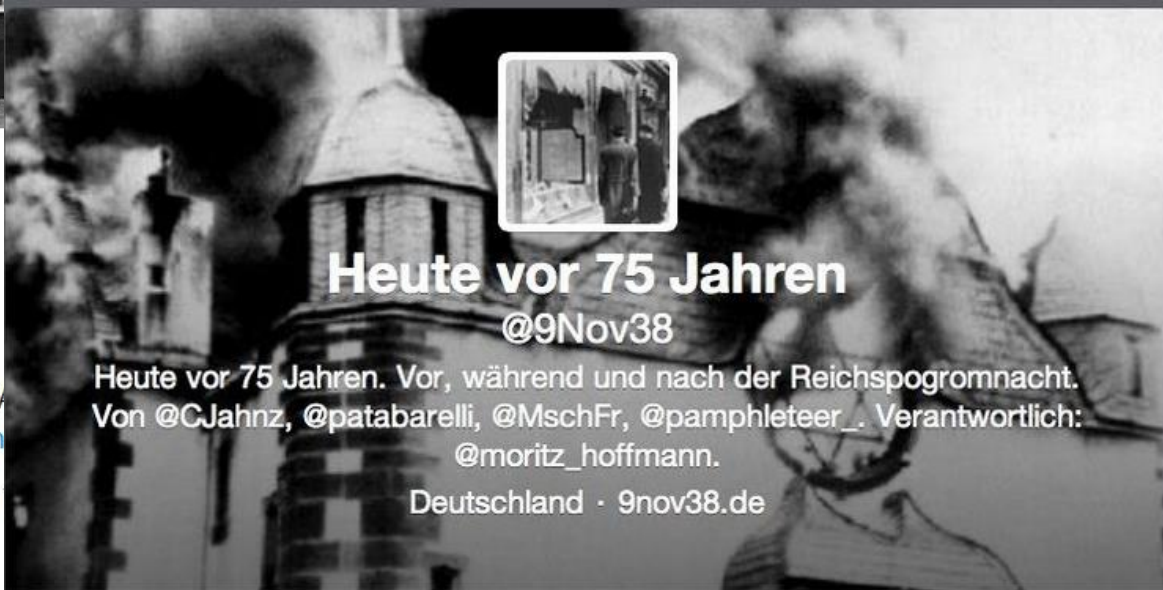 Heute vor 75 Jahren
@9Nov38
Heute vor 75 Jahren. Vor, während und nach der Reichspogromnacht.
Von @CJahnz, @patabarelli, @MschFr, @pamphleteer_. Verantwortlich:
@moritz_hoffmann.
Deutschland · 9nov38.de